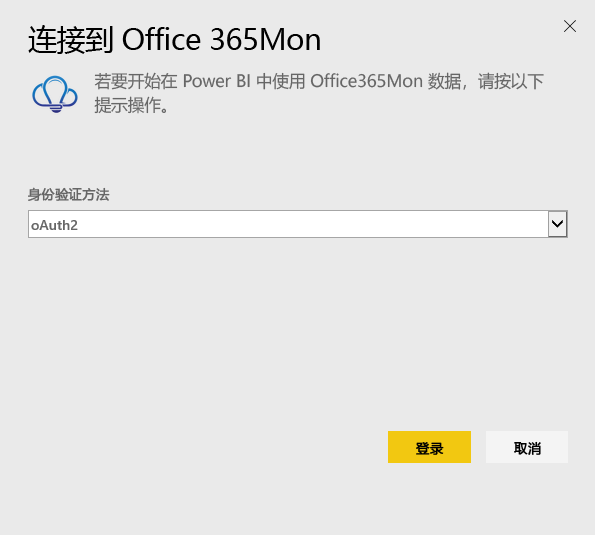 连接到 Office 365Mon
若要开始在 Power BI 中使用 Office365Mon 数据，请按以下
提示操作。
身份验证方法
oAuth2
登录
取消